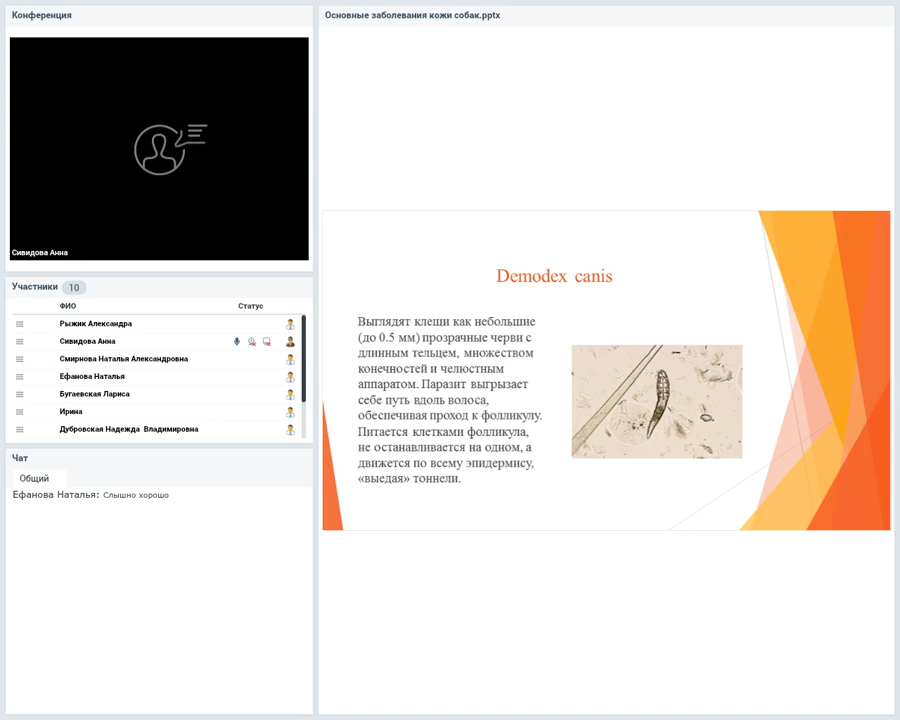 Конференция
Сивидова Анна
Участники 10
ФИО Статус
Рыжик Александра
Сивидова Анна
Смирнова Наталья Александровна
Ефанова Наталья
Бугаевская Лариса
Ирина
Дубровская Надежда Владимировна
Чат
Общий
Ефанова Наталья: Слышно хорошо
Основные заболевания кожи собак.pptx
Demodex canis
Выглядят клещи как небольшие
(до 0.5 мм) прозрачные черви с
длинным тельцем, множеством
конечностей и челюстным
аппаратом. Паразит выгрызает
себе путь вдоль волоса,
обеспечивая проход к фолликулу.
Питается клетками фолликула,
не останавливается на одном, а
движется по всему эпидермису,
«выедая» тоннели.